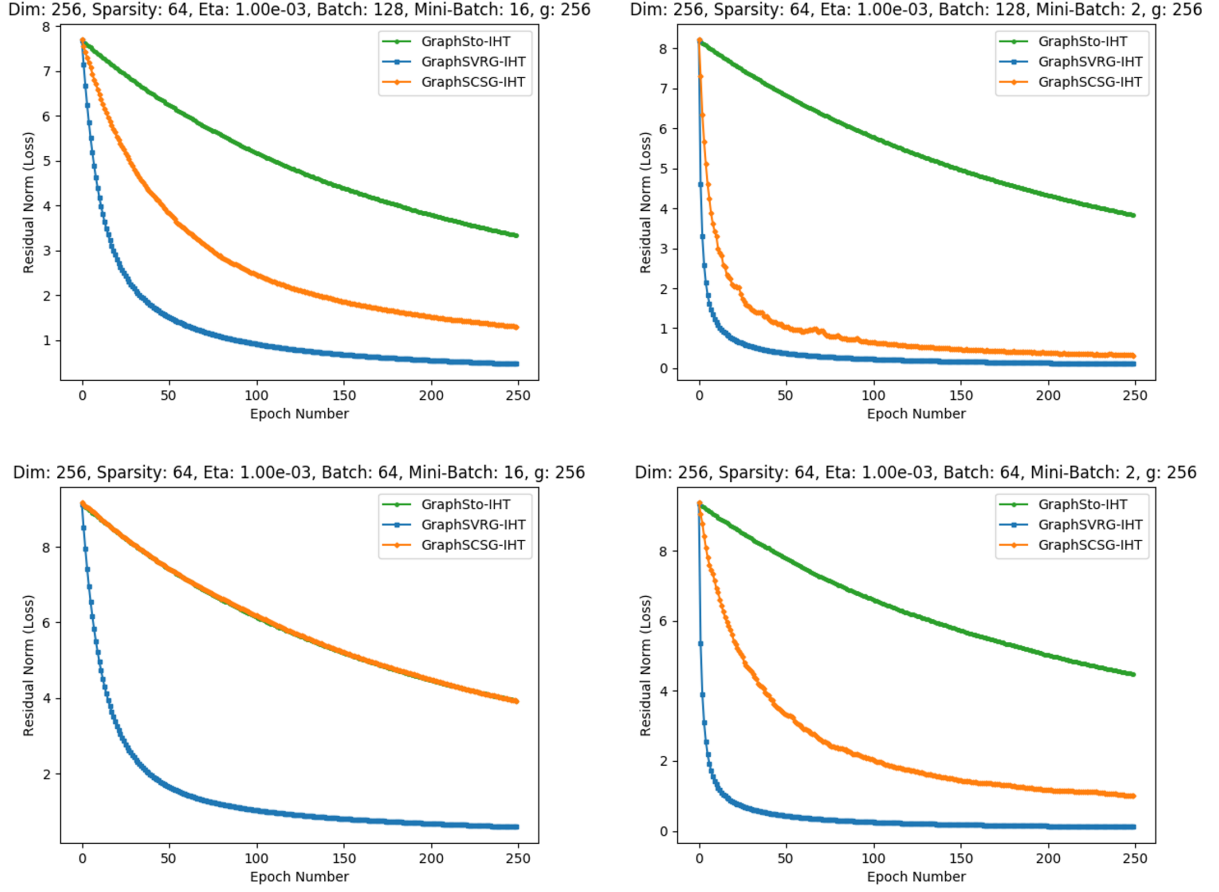 Dim: 256, Sparsity: 64, Eta: 1.00e-03, Batch: 128, Mini-Batch: 16, g: 256
8
7
6
5
4
3
2
1
Residual Norm (Loss)
GraphSto-IHT
GraphSVRG-IHT
GraphSCSG-IHT
0 50 100 150 200 250
Epoch Number
Dim: 256, Sparsity: 64, Eta: 1.00e-03, Batch: 128, Mini-Batch: 2, g: 256
8
7
6
5
4
3
2
1
0
Residual Norm (Loss)
GraphSto-IHT
GraphSVRG-IHT
GraphSCSG-IHT
0 50 100 150 200 250
Epoch Number
Dim: 256, Sparsity: 64, Eta: 1.00e-03, Batch: 64, Mini-Batch: 16, g: 256
8
6
4
2
Residual Norm (Loss)
GraphSto-IHT
GraphSVRG-IHT
GraphSCSG-IHT
0 50 100 150 200 250
Epoch Number
Dim: 256, Sparsity: 64, Eta: 1.00e-03, Batch: 64, Mini-Batch: 2, g: 256
8
6
4
2
0
Residual Norm (Loss)
GraphSto-IHT
GraphSVRG-IHT
GraphSCSG-IHT
0 50 100 150 200 250
Epoch Number